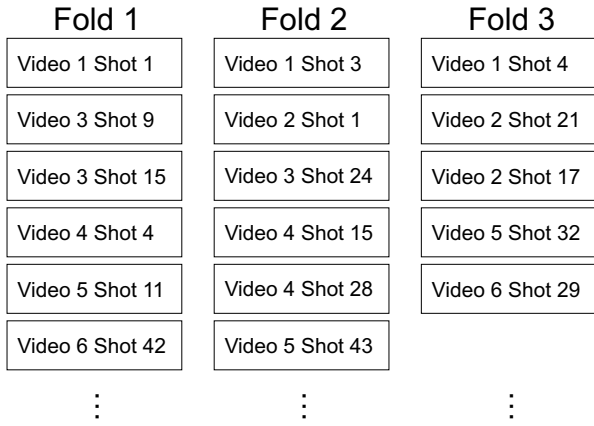 Fold 1
Video 1 Shot 1
Video 3 Shot 9
Video 3 Shot 15
Video 4 Shot 4
Video 5 Shot 11
Video 6 Shot 42
⋮
Fold 2
Video 1 Shot 3
Video 2 Shot 1
Video 3 Shot 24
Video 4 Shot 15
Video 4 Shot 28
Video 5 Shot 43
⋮
Fold 3
Video 1 Shot 4
Video 2 Shot 21
Video 2 Shot 17
Video 5 Shot 32
Video 6 Shot 29
⋮